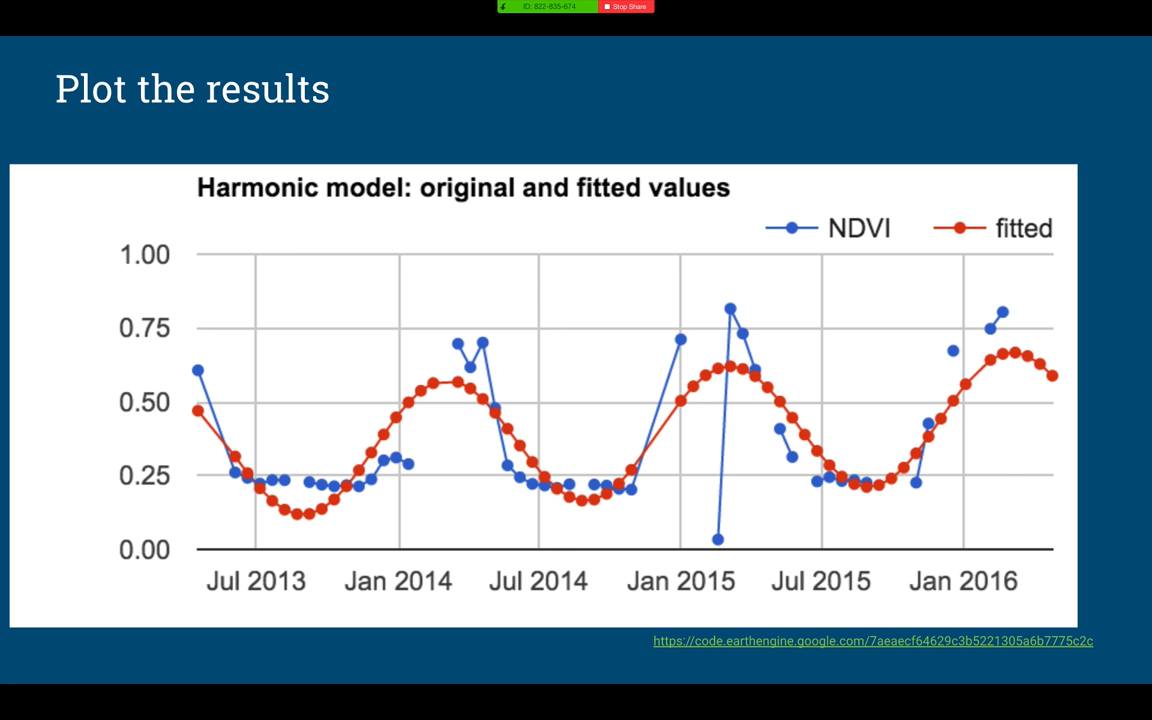 ID: 822-835-674 Stop Share
Plot the results
Harmonic model: original and fitted values
NDVI fitted
1.00
0.75
0.50
0.25
0.00
Jul 2013 Jan 2014 Jul 2014 Jan 2015 Jul 2015 Jan 2016
https://code.earthengine.google.com/7aeaecf64629c3b5221305a6b7775c2c